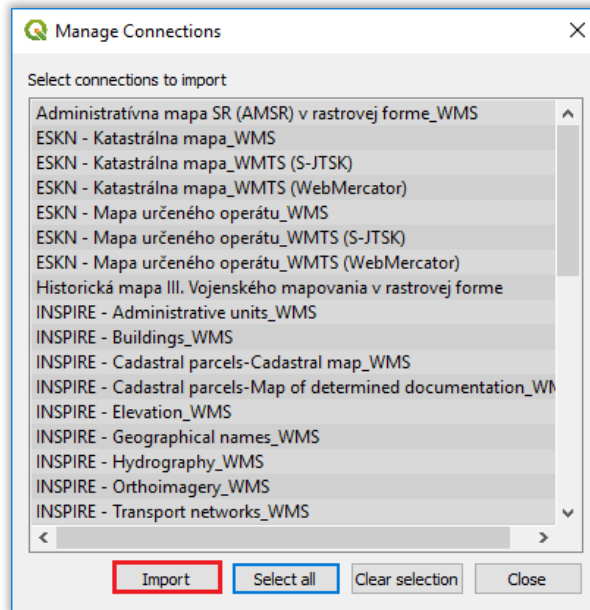 Manage Connections
Select connections to import
Administratívna mapa SR (AMSR) v rastrovej forme_WMS
ESKN - Katastrálna mapa_WMS
ESKN - Katastrálna mapa_WMTS (S-JTSK)
ESKN - Katastrálna mapa_WMTS (WebMercator)
ESKN - Mapa určeného operátu_WMS
ESKN - Mapa určeného operátu_WMTS (S-JTSK)
ESKN - Mapa určeného operátu_WMTS (WebMercator)
Historická mapa III. Vojenského mapovania v rastrovej forme
INSPIRE - Administrative units_WMS
INSPIRE - Buildings_WMS
INSPIRE - Cadastral parcels-Cadastral map_WMS
INSPIRE - Cadastral parcels-Map of determined documentation_WM
INSPIRE - Elevation_WMS
INSPIRE - Geographical names_WMS
INSPIRE - Hydrography_WMS
INSPIRE - Orthoimagery_WMS
INSPIRE - Transport networks_WMS
Import Select all Clear selection Close